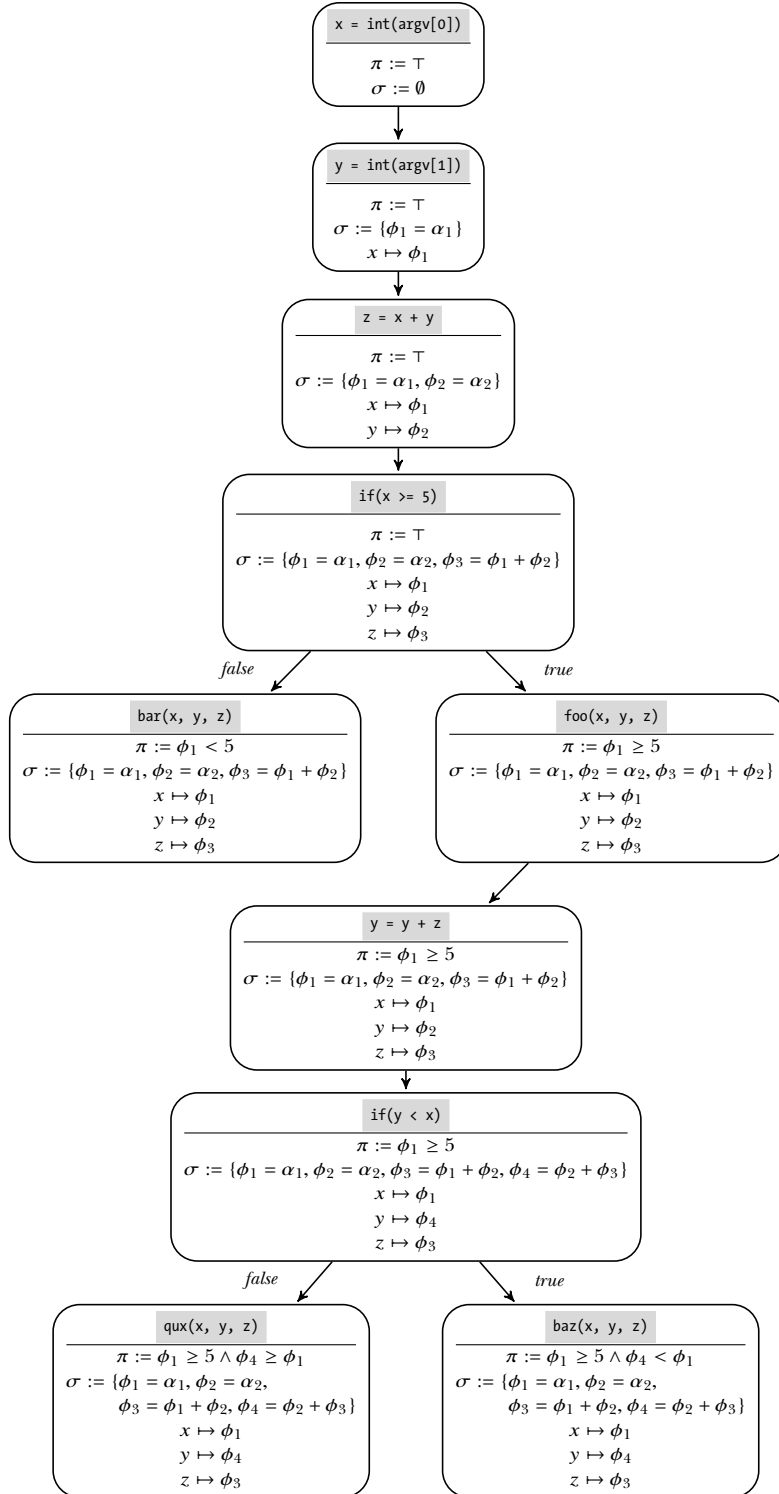 x = int(argv[0])
π := ⊤
σ := ∅
y = int(argv[1])
π := ⊤
σ := {ϕ₁ = α₁}
x ↦ ϕ₁
z = x + y
π := ⊤
σ := {ϕ₁ = α₁, ϕ₂ = α₂}
x ↦ ϕ₁
y ↦ ϕ₂
if(x >= 5)
π := ⊤
σ := {ϕ₁ = α₁, ϕ₂ = α₂, ϕ₃ = ϕ₁ + ϕ₂}
x ↦ ϕ₁
y ↦ ϕ₂
z ↦ ϕ₃
false
true
bar(x, y, z)
π := ϕ₁ < 5
σ := {ϕ₁ = α₁, ϕ₂ = α₂, ϕ₃ = ϕ₁ + ϕ₂}
x ↦ ϕ₁
y ↦ ϕ₂
z ↦ ϕ₃
foo(x, y, z)
π := ϕ₁ ≥ 5
σ := {ϕ₁ = α₁, ϕ₂ = α₂, ϕ₃ = ϕ₁ + ϕ₂}
x ↦ ϕ₁
y ↦ ϕ₂
z ↦ ϕ₃
y = y + z
π := ϕ₁ ≥ 5
σ := {ϕ₁ = α₁, ϕ₂ = α₂, ϕ₃ = ϕ₁ + ϕ₂}
x ↦ ϕ₁
y ↦ ϕ₂
z ↦ ϕ₃
if(y < x)
π := ϕ₁ ≥ 5
σ := {ϕ₁ = α₁, ϕ₂ = α₂, ϕ₃ = ϕ₁ + ϕ₂, ϕ₄ = ϕ₂ + ϕ₃}
x ↦ ϕ₁
y ↦ ϕ₄
z ↦ ϕ₃
false
true
qux(x, y, z)
π := ϕ₁ ≥ 5 ∧ ϕ₄ ≥ ϕ₁
σ := {ϕ₁ = α₁, ϕ₂ = α₂,
ϕ₃ = ϕ₁ + ϕ₂, ϕ₄ = ϕ₂ + ϕ₃}
x ↦ ϕ₁
y ↦ ϕ₄
z ↦ ϕ₃
baz(x, y, z)
π := ϕ₁ ≥ 5 ∧ ϕ₄ < ϕ₁
σ := {ϕ₁ = α₁, ϕ₂ = α₂,
ϕ₃ = ϕ₁ + ϕ₂, ϕ₄ = ϕ₂ + ϕ₃}
x ↦ ϕ₁
y ↦ ϕ₄
z ↦ ϕ₃